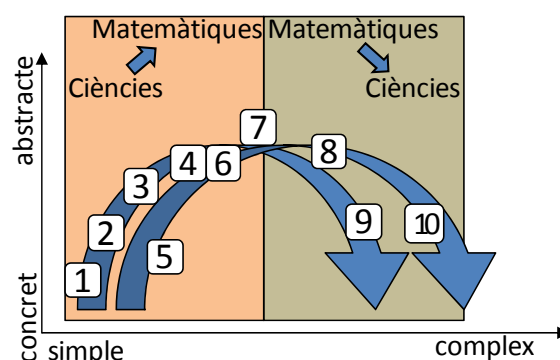 Matemàtiques Matemàtiques
Ciències Ciències
abstracte
7
4 6 8
3
2 9 10
5
1
concret
simple complex